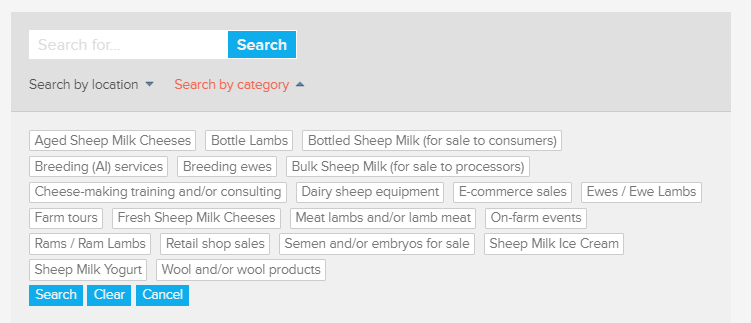 Search for... Search
Search by location Search by category
Aged Sheep Milk Cheeses Bottle Lambs Bottled Sheep Milk (for sale to consumers)
Breeding (AI) services Breeding ewes Bulk Sheep Milk (for sale to processors)
Cheese-making training and/or consulting Dairy sheep equipment E-commerce sales Ewes / Ewe Lambs
Farm tours Fresh Sheep Milk Cheeses Meat lambs and/or lamb meat On-farm events
Rams / Ram Lambs Retail shop sales Semen and/or embryos for sale Sheep Milk Ice Cream
Sheep Milk Yogurt Wool and/or wool products
Search Clear Cancel